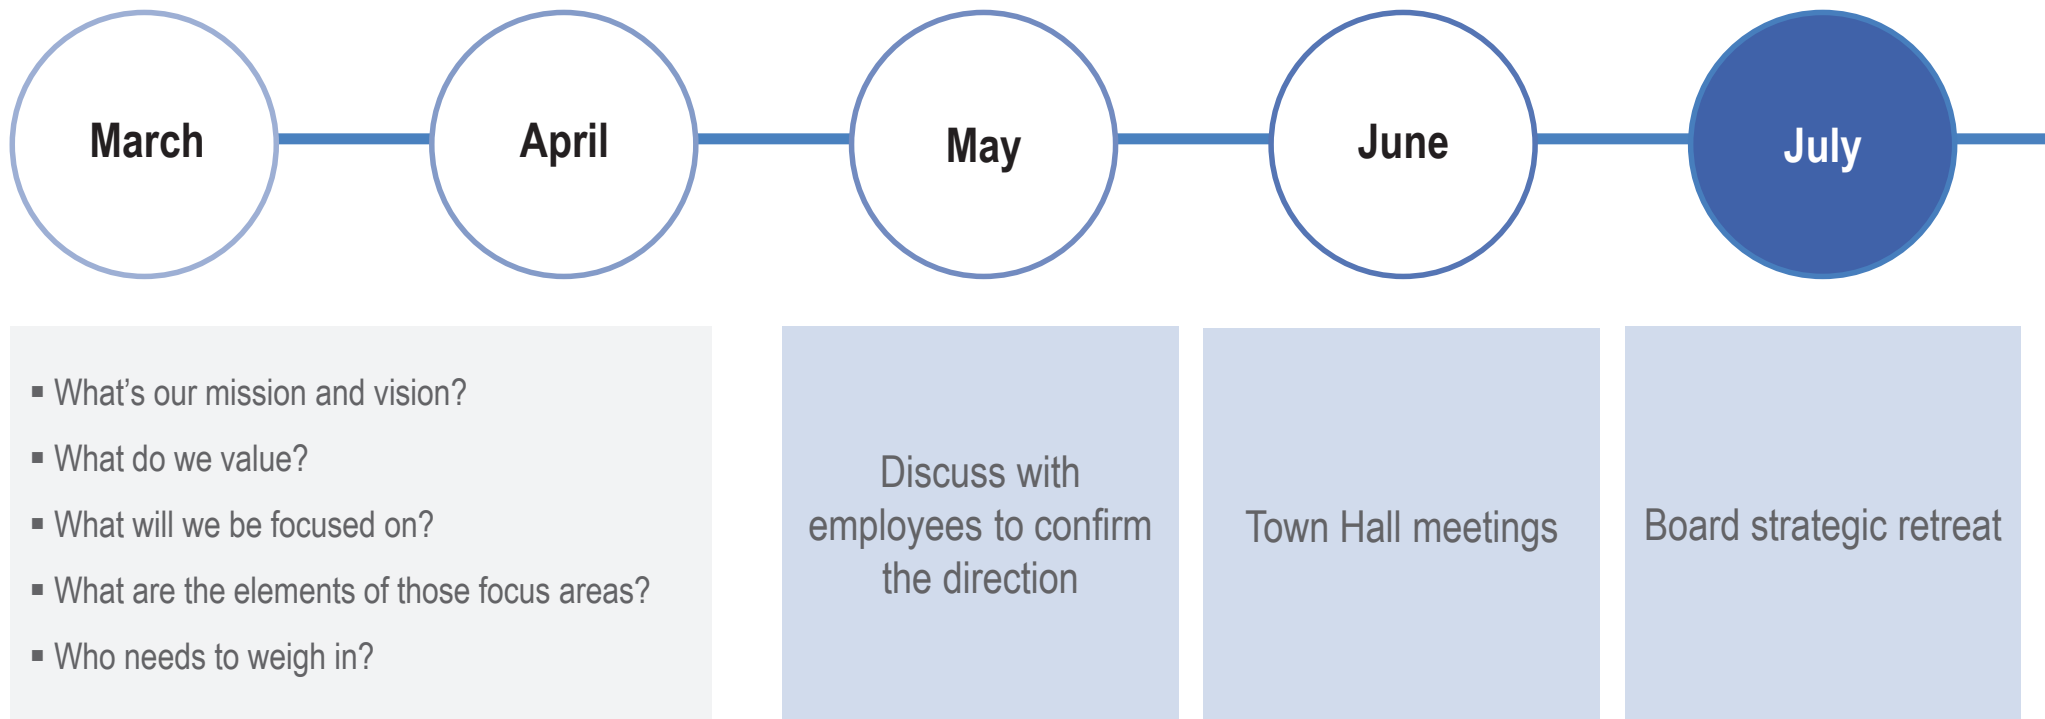 March
April
May
June
July
▪ What’s our mission and vision?
▪ What do we value?
▪ What will we be focused on?
▪ What are the elements of those focus areas?
▪ Who needs to weigh in?
Discuss with
employees to confirm
the direction
Town Hall meetings
Board strategic retreat